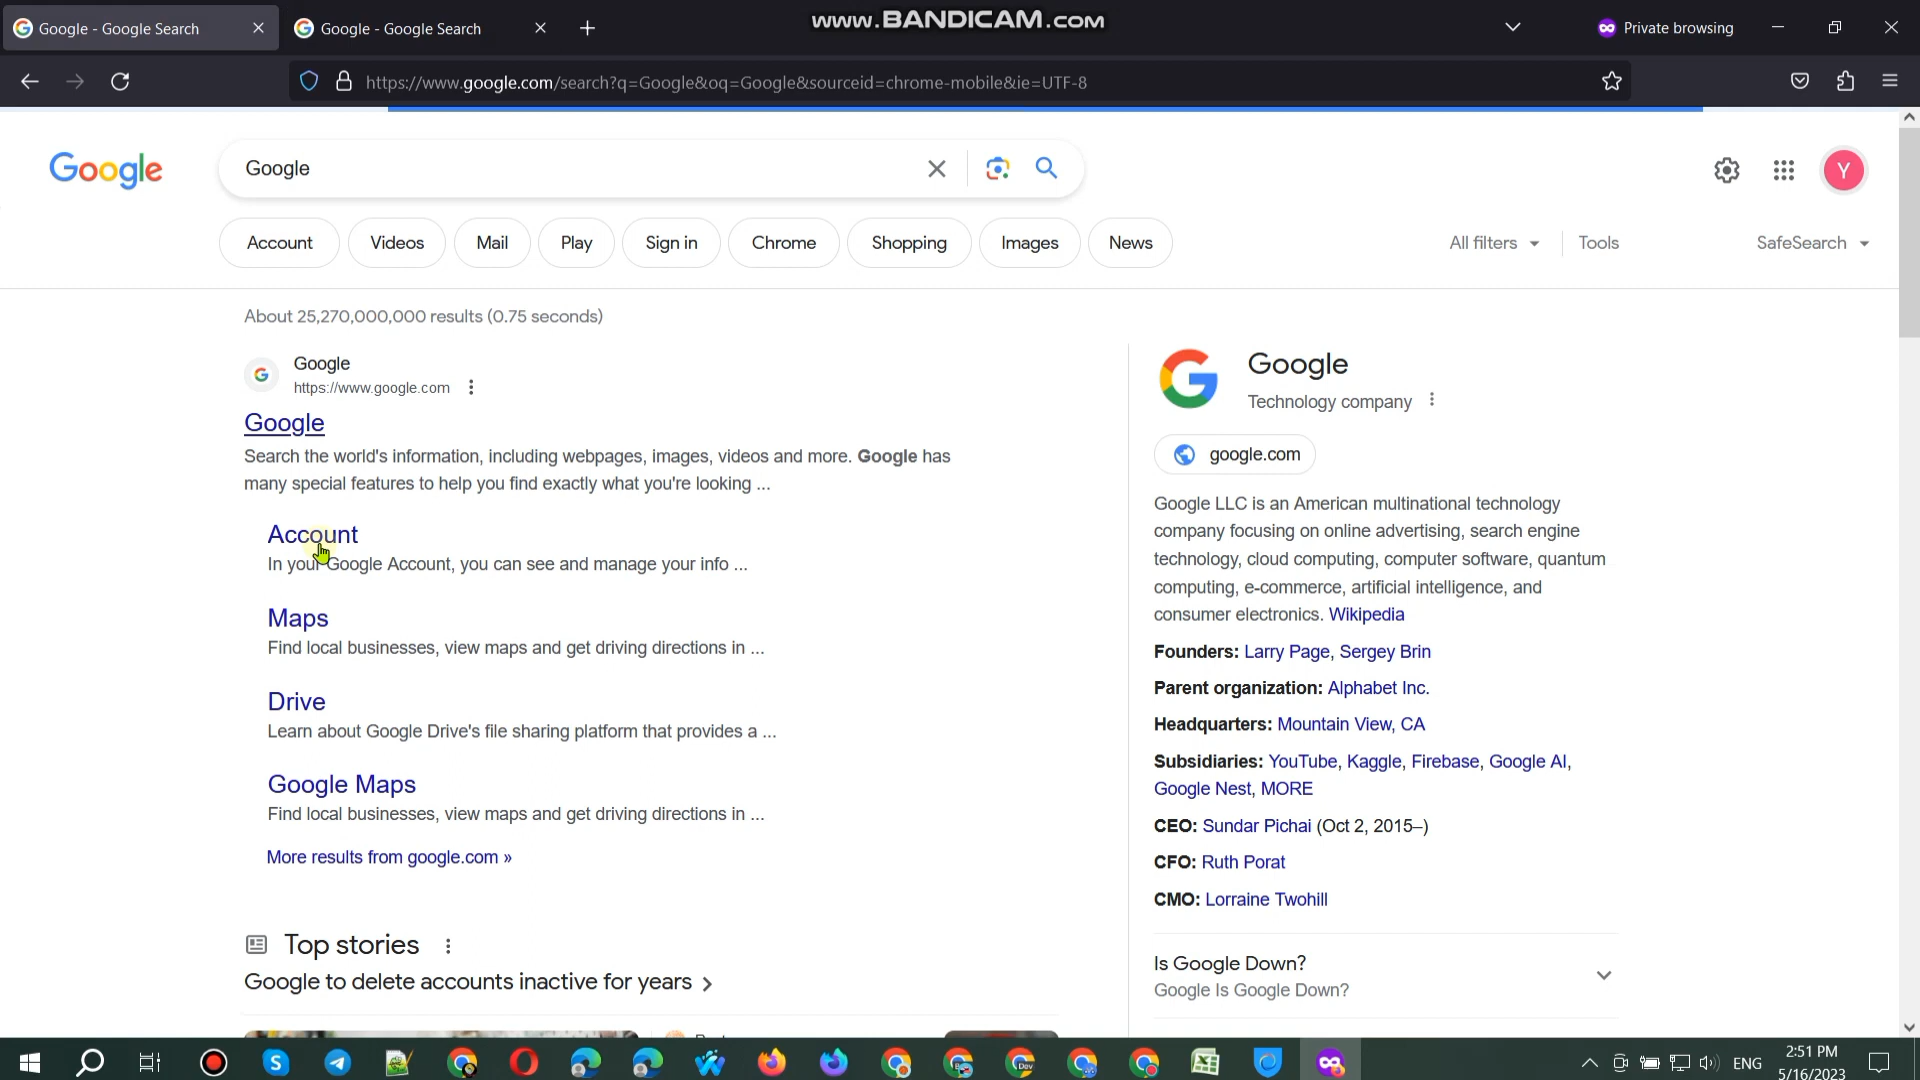 Google - Google Search
Google - Google Search
www.BANDICAM.com
Private browsing
https://www.google.com/search?q=Google&oq=Google&sourceid=chrome-mobile&ie=UTF-8
Google
Google
Y
Account
Videos
Mail
Play
Sign in
Chrome
Shopping
Images
News
All filters
Tools
SafeSearch
About 25,270,000,000 results (0.75 seconds)
Google
https://www.google.com
Google
Search the world's information, including webpages, images, videos and more. Google has
many special features to help you find exactly what you're looking ...
Account
In your Google Account, you can see and manage your info ...
Maps
Find local businesses, view maps and get driving directions in ...
Drive
Learn about Google Drive's file sharing platform that provides a ...
Google Maps
Find local businesses, view maps and get driving directions in ...
More results from google.com »
Top stories
Google to delete accounts inactive for years
Google
Technology company
google.com
Google LLC is an American multinational technology
company focusing on online advertising, search engine
technology, cloud computing, computer software, quantum
computing, e-commerce, artificial intelligence, and
consumer electronics. Wikipedia
Founders: Larry Page, Sergey Brin
Parent organization: Alphabet Inc.
Headquarters: Mountain View, CA
Subsidiaries: YouTube, Kaggle, Firebase, Google AI,
Google Nest, MORE
CEO: Sundar Pichai (Oct 2, 2015–)
CFO: Ruth Porat
CMO: Lorraine Twohill
Is Google Down?
Google Is Google Down?
ENG
2:51 PM
5/16/2023